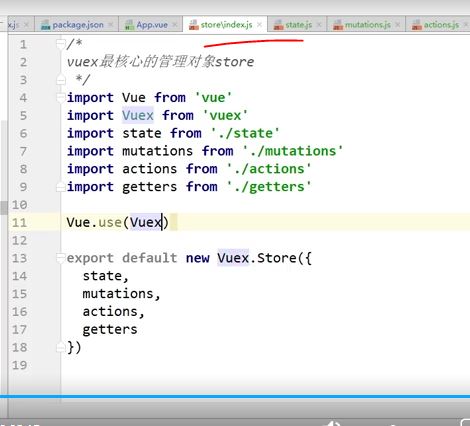 x.js package.json App.vue store\index.js state.js mutations.js actions.js
1 /*
2 vuex最核心的管理对象store
3 */
4 import Vue from 'vue'
5 import Vuex from 'vuex'
6 import state from './state'
7 import mutations from './mutations'
8 import actions from './actions'
9 import getters from './getters'
10
11 Vue.use(Vuex)
12
13 export default new Vuex.Store({
14 state,
15 mutations,
16 actions,
17 getters
18 })
19